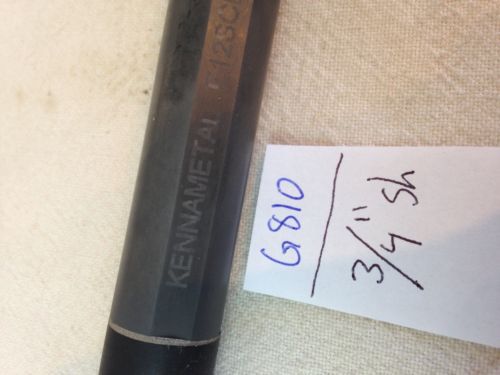 KENNAMETAL
G810
3/4" Sh